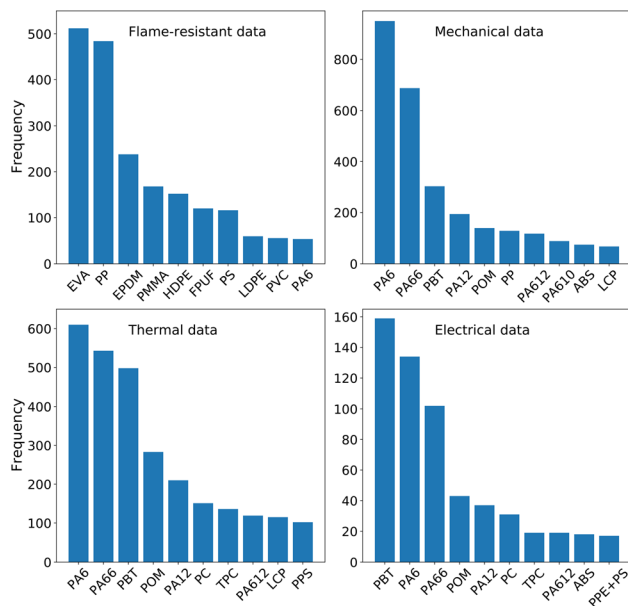 Flame-resistant data
Frequency
500
400
300
200
100
0
EVA PP EPDM PMMA HDPE FPUF PS LDPE PVC PA6
Mechanical data
800
600
400
200
0
PA6 PA66 PBT PA12 POM PP PA612 PA610 ABS LCP
Thermal data
Frequency
600
500
400
300
200
100
0
PA6 PA66 PBT POM PA12 PC TPC PA612 LCP PPS
Electrical data
160
140
120
100
80
60
40
20
0
PBT PA6 PA66 POM PA12 PC TPC PA612 ABS PPE+PS